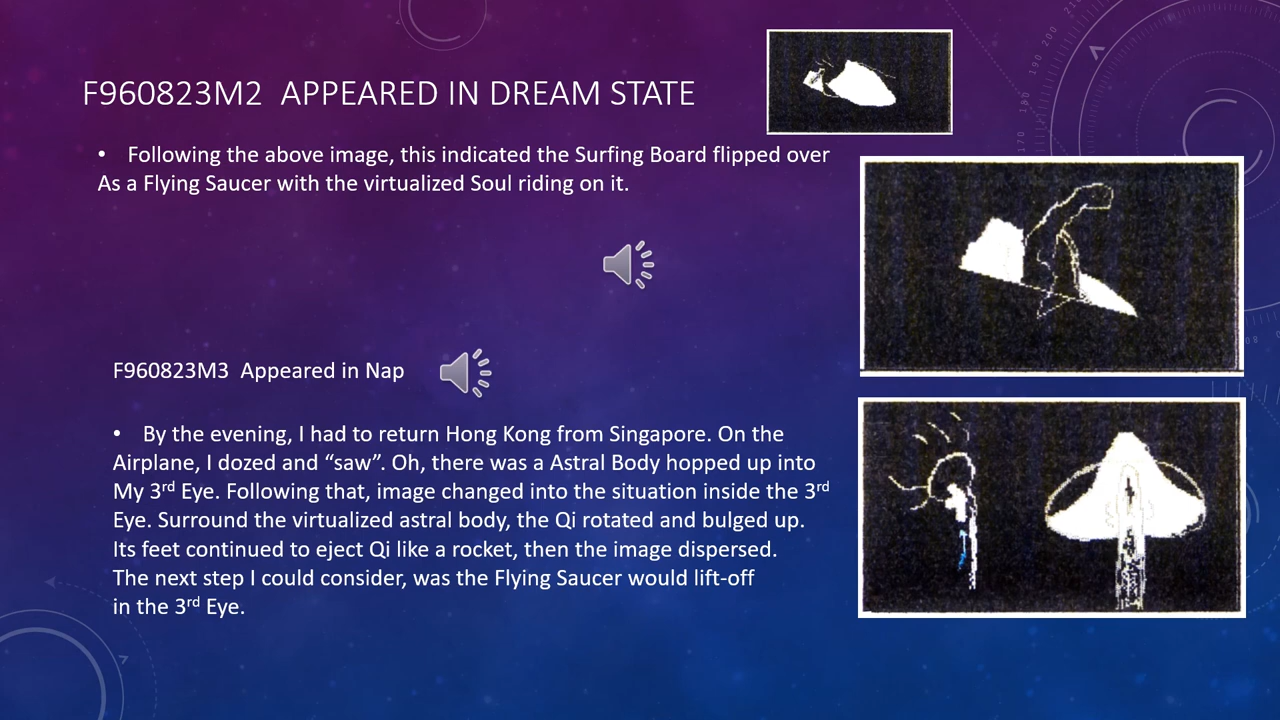 F960823M2 APPEARED IN DREAM STATE
• Following the above image, this indicated the Surfing Board flipped over
As a Flying Saucer with the virtualized Soul riding on it.
F960823M3 Appeared in Nap
• By the evening, I had to return Hong Kong from Singapore. On the
Airplane, I dozed and “saw”. Oh, there was a Astral Body hopped up into
My 3rd Eye. Following that, image changed into the situation inside the 3rd
Eye. Surround the virtualized astral body, the Qi rotated and bulged up.
Its feet continued to eject Qi like a rocket, then the image dispersed.
The next step I could consider, was the Flying Saucer would lift-off
in the 3rd Eye.
170
180
190
200